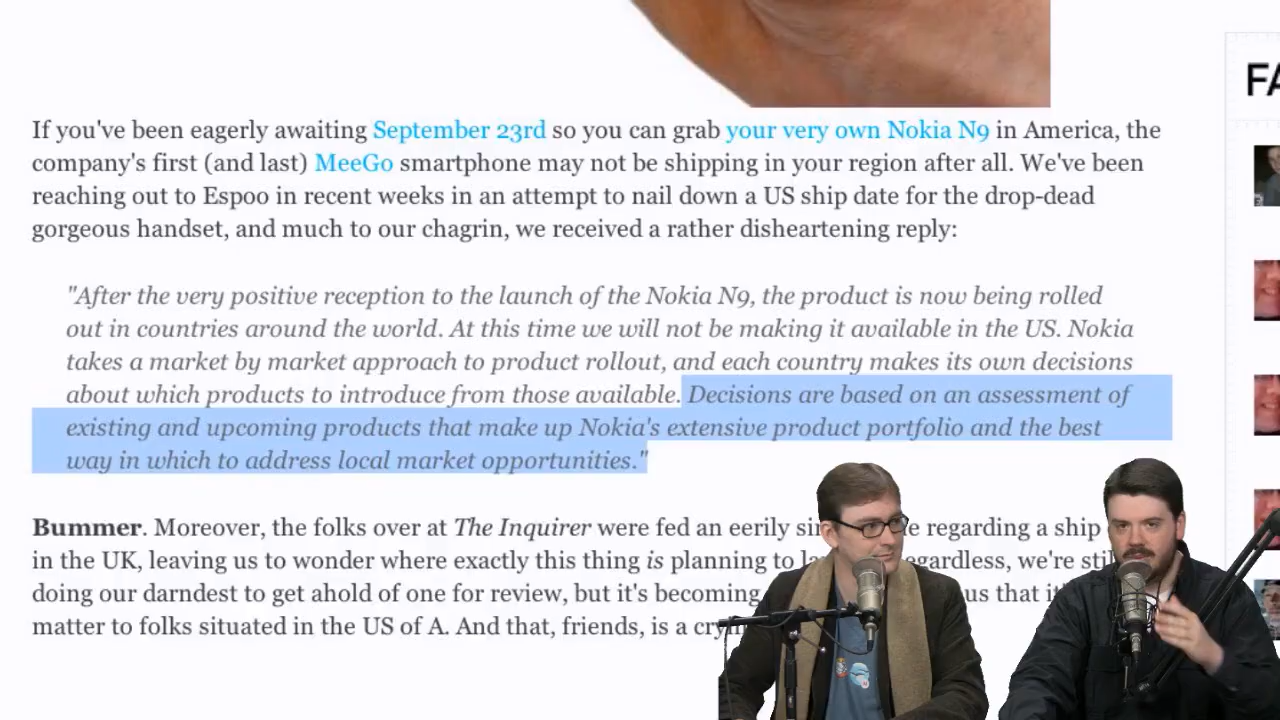 FA
If you've been eagerly awaiting September 23rd so you can grab your very own Nokia N9 in America, the
company's first (and last) MeeGo smartphone may not be shipping in your region after all. We've been
reaching out to Espoo in recent weeks in an attempt to nail down a US ship date for the drop-dead
gorgeous handset, and much to our chagrin, we received a rather disheartening reply:
"After the very positive reception to the launch of the Nokia N9, the product is now being rolled
out in countries around the world. At this time we will not be making it available in the US. Nokia
takes a market by market approach to product rollout, and each country makes its own decisions
about which products to introduce from those available. Decisions are based on an assessment of
existing and upcoming products that make up Nokia's extensive product portfolio and the best
way in which to address local market opportunities."
Bummer. Moreover, the folks over at The Inquirer were fed an eerily si e regarding a ship
in the UK, leaving us to wonder where exactly this thing is planning to la egardless, we're stil
doing our darndest to get ahold of one for review, but it's becoming us that it
matter to folks situated in the US of A. And that, friends, is a cry